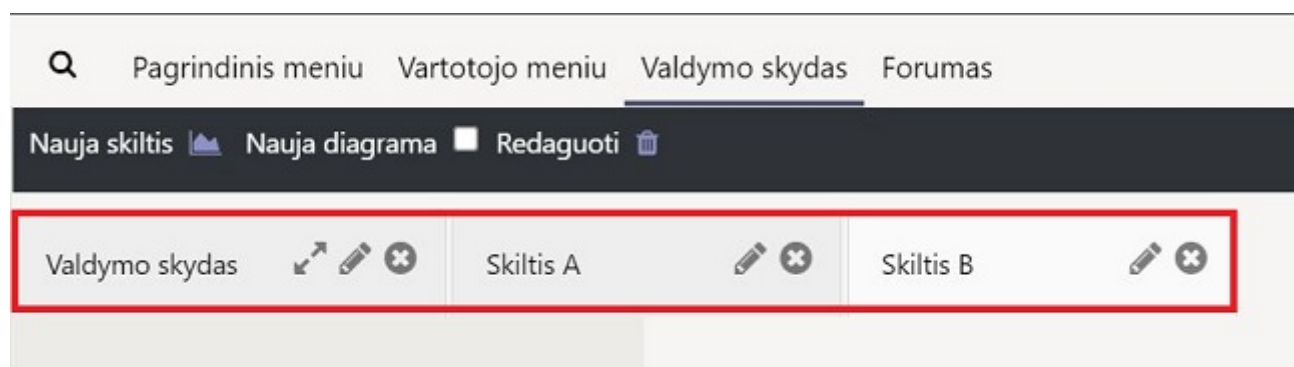 Pagrindinis meniu Vartotojo meniu Valdymo skydas Forumas
Nauja skiltis Nauja diagrama Redaguoti
Valdymo skydas Skiltis A Skiltis B